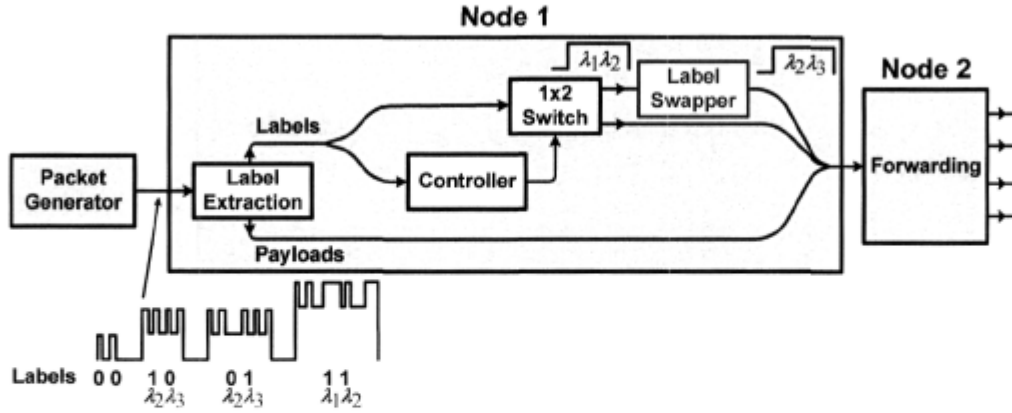 Node 1
λ1λ2
λ2λ3
Node 2
1x2
Switch
Label
Swapper
Labels
Packet
Generator
Label
Extraction
Controller
Forwarding
Payloads
Labels 0 0 1 0 0 1 1 1
λ2λ3 λ2λ3 λ1λ2